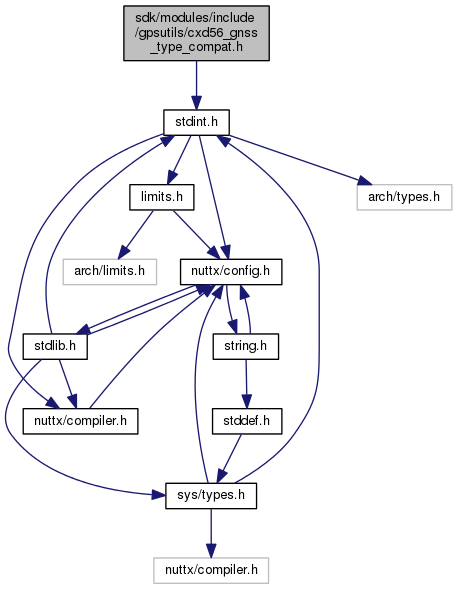 sdk/modules/include
/gpsutils/cxd56_gnss
_type_compat.h
stdint.h
limits.h
arch/types.h
arch/limits.h
nuttx/config.h
stdlib.h
string.h
nuttx/compiler.h
stddef.h
sys/types.h
nuttx/compiler.h